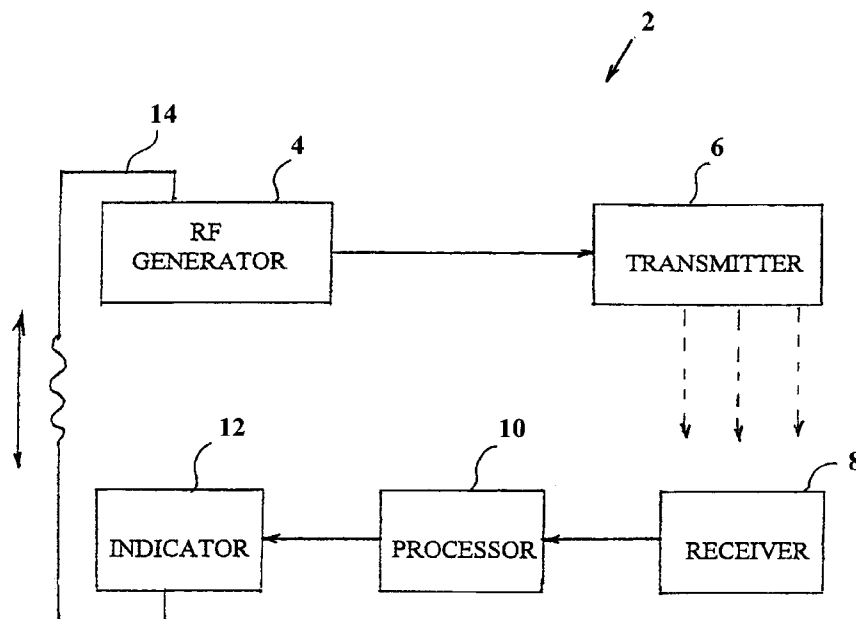 2
14
4
6
RF
GENERATOR
TRANSMITTER
12
10
8
INDICATOR
PROCESSOR
RECEIVER